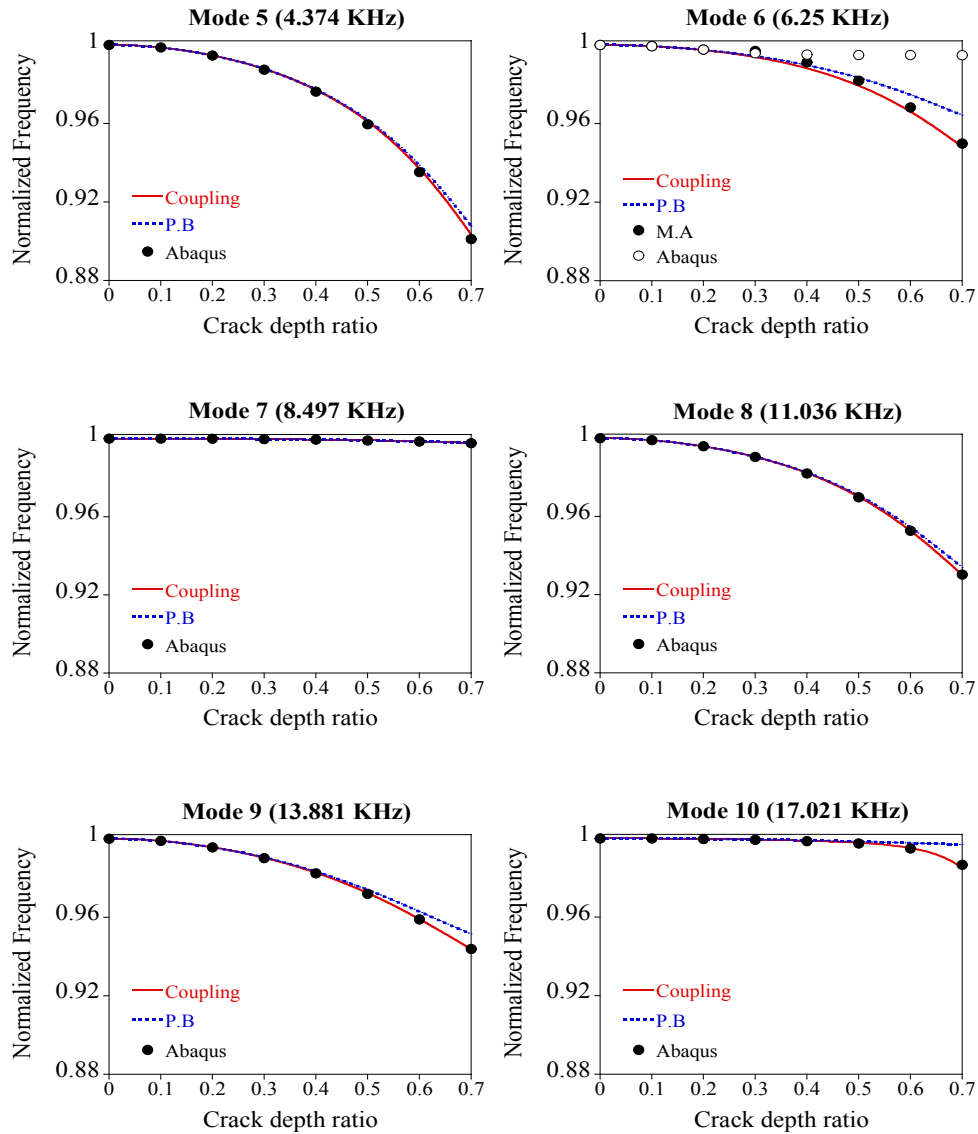 Mode 5 (4.374 KHz)
Normalized Frequency
1
0.96
0.92
0.88
Coupling
P.B
Abaqus
0 0.1 0.2 0.3 0.4 0.5 0.6 0.7
Crack depth ratio
Mode 6 (6.25 KHz)
Normalized Frequency
1
0.96
0.92
0.88
Coupling
P.B
M.A
Abaqus
0 0.1 0.2 0.3 0.4 0.5 0.6 0.7
Crack depth ratio
Mode 7 (8.497 KHz)
Normalized Frequency
1
0.96
0.92
0.88
Coupling
P.B
Abaqus
0 0.1 0.2 0.3 0.4 0.5 0.6 0.7
Crack depth ratio
Mode 8 (11.036 KHz)
Normalized Frequency
1
0.96
0.92
0.88
Coupling
P.B
Abaqus
0 0.1 0.2 0.3 0.4 0.5 0.6 0.7
Crack depth ratio
Mode 9 (13.881 KHz)
Normalized Frequency
1
0.96
0.92
0.88
Coupling
P.B
Abaqus
0 0.1 0.2 0.3 0.4 0.5 0.6 0.7
Crack depth ratio
Mode 10 (17.021 KHz)
Normalized Frequency
1
0.96
0.92
0.88
Coupling
P.B
Abaqus
0 0.1 0.2 0.3 0.4 0.5 0.6 0.7
Crack depth ratio